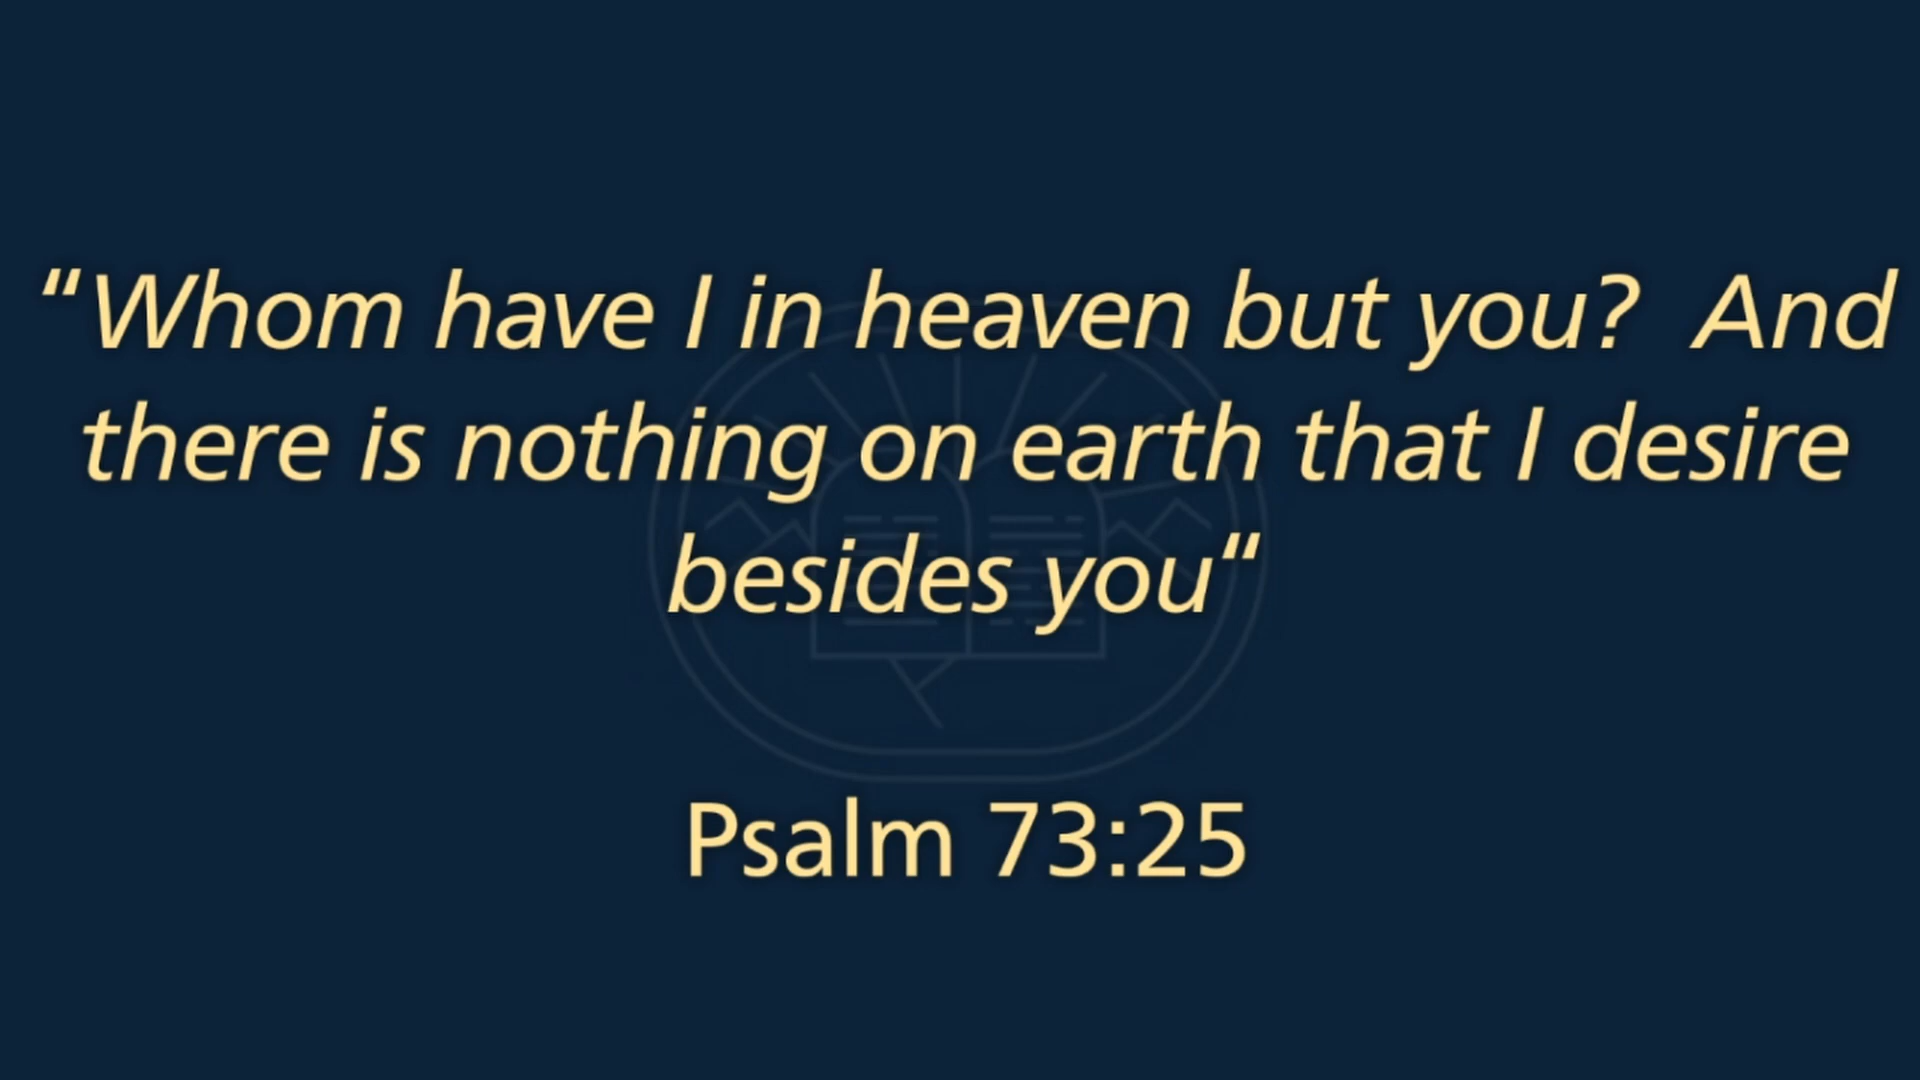 “Whom have I in heaven but you?  And
there is nothing on earth that I desire
besides you“
Psalm 73:25